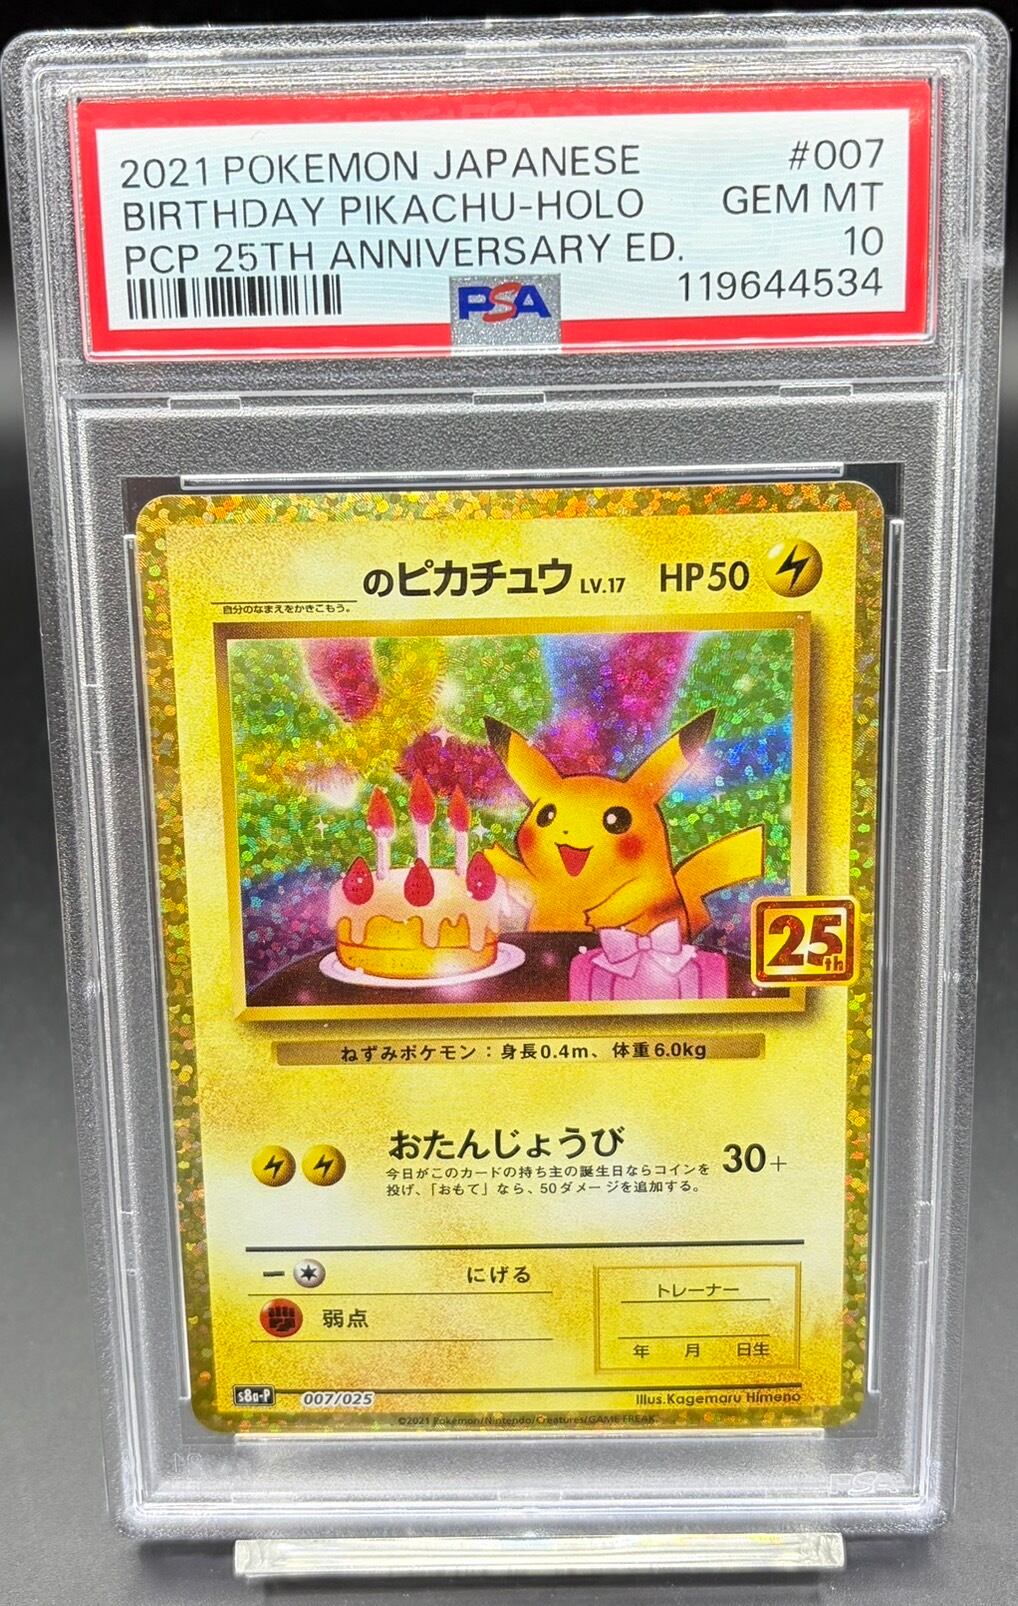 2021 POKEMON JAPANESE #007
BIRTHDAY PIKACHU-HOLO GEM MT
PCP 25TH ANNIVERSARY ED. 10
PSA 119644534
のピカチュウ LV.17 HP50
自分のなまえをかきこもう。
25th
ねずみポケモン：身長0.4m、体重6.0kg
おたんじょうび 30+
今日がこのカードの持ち主の誕生日ならコインを
投げ、「おもて」なら、50ダメージを追加する。
にげる
弱点
トレーナー
年 月 日生
s8a-P 007/025 Illus.Kagemaru Himeno
©2021 Pokémon/Nintendo/Creatures/GAME FREAK.
PSA